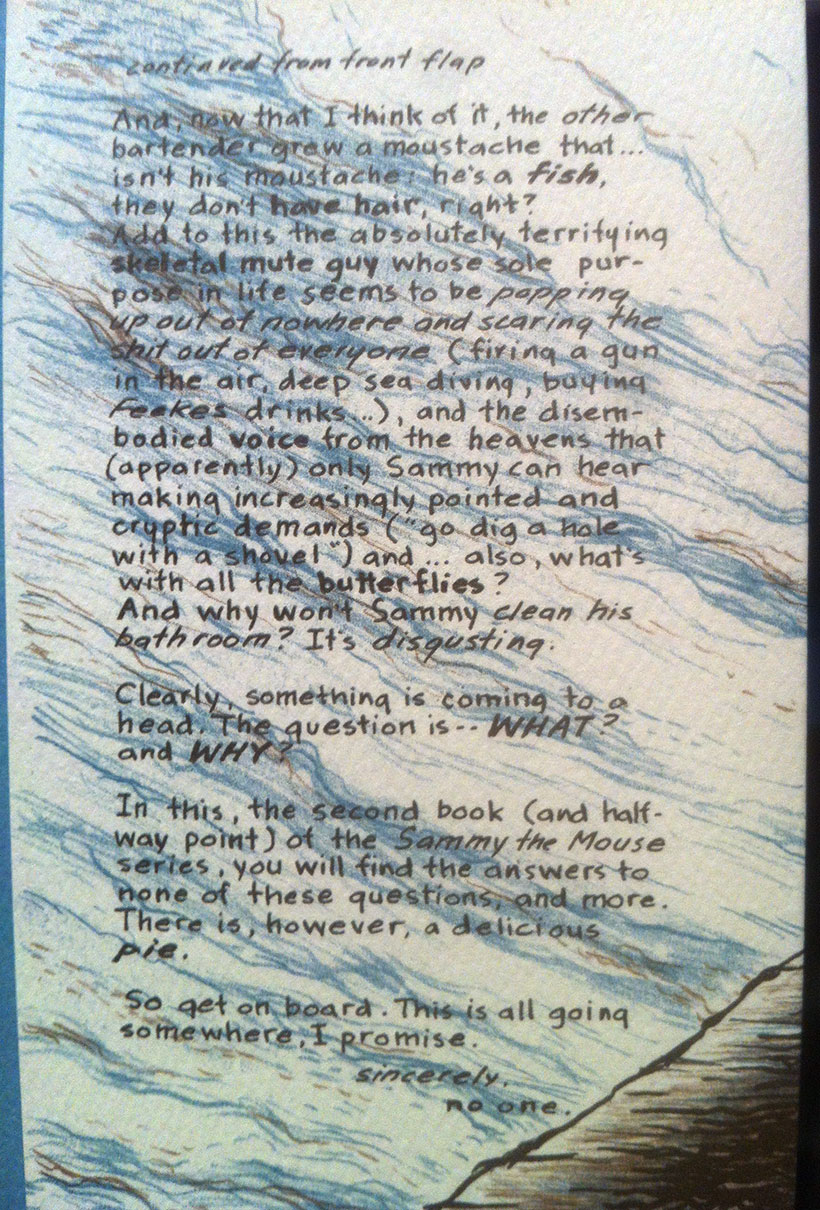 continued from front flap
And, now that I think of it, the other
bartender grew a moustache that...
isn't his moustache: he's a fish,
they don't have hair, right?
Add to this the absolutely terrifying
skeletal mute guy whose sole pur-
pose in life seems to be popping
up out of nowhere and scaring the
shit out of everyone (firing a gun
in the air, deep sea diving, buying
Feekes drinks...), and the disem-
bodied voice from the heavens that
(apparently) only Sammy can hear
making increasingly pointed and
cryptic demands ("go dig a hole
with a shovel") and... also, what's
with all the butterflies?
And why won't Sammy clean his
bathroom? It's disgusting.
Clearly, something is coming to a
head. The question is-- WHAT?
and WHY?
In this, the second book (and half-
way point) of the Sammy the Mouse
series, you will find the answers to
none of these questions, and more.
There is, however, a delicious
pie.
So get on board. This is all going
somewhere, I promise.
sincerely,
no one.